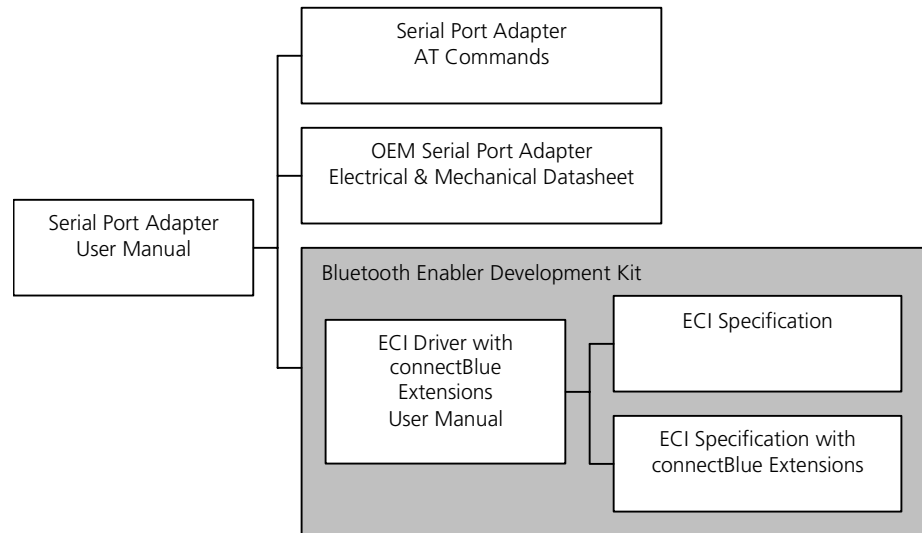 Serial Port Adapter
AT Commands
OEM Serial Port Adapter
Electrical & Mechanical Datasheet
Serial Port Adapter
User Manual
Bluetooth Enabler Development Kit
ECI Driver with
connectBlue
Extensions
User Manual
ECI Specification
ECI Specification with
connectBlue Extensions